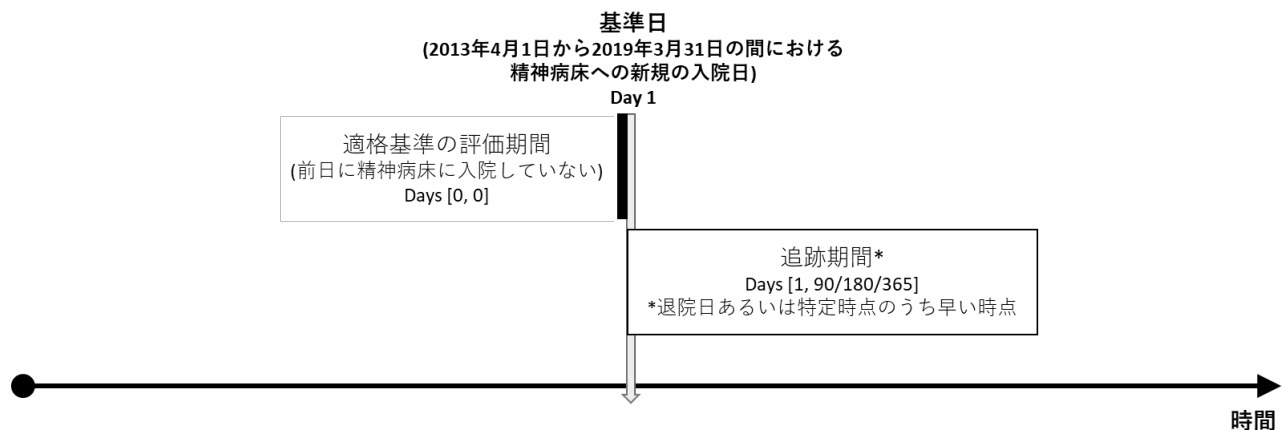 基準日
(2013年4月1日から2019年3月31日の間における
精神病床への新規の入院日)
Day 1
適格基準の評価期間
(前日に精神病床に入院していない)
Days [0, 0]
追跡期間*
Days [1, 90/180/365]
*退院日あるいは特定時点のうち早い時点
時間